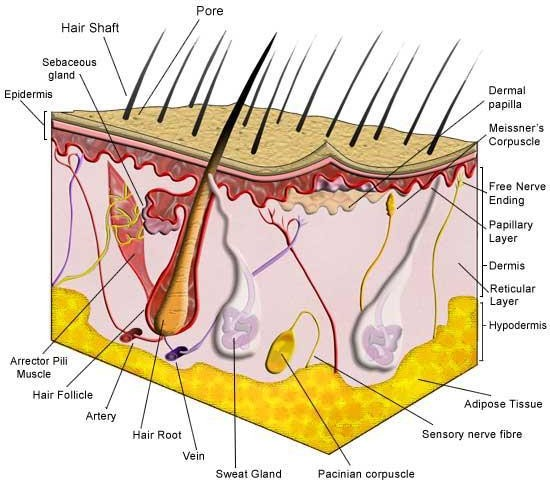 Pore
Hair Shaft
Sebaceous
gland
Epidermis
Dermal
papilla
Meissner's
Corpuscle
Free Nerve
Ending
Papillary
Layer
Dermis
Reticular
Layer
Hypodermis
Arrector Pili
Muscle
Hair Follicle
Artery
Hair Root
Vein
Sweat Gland
Pacinian corpuscle
Sensory nerve fibre
Adipose Tissue